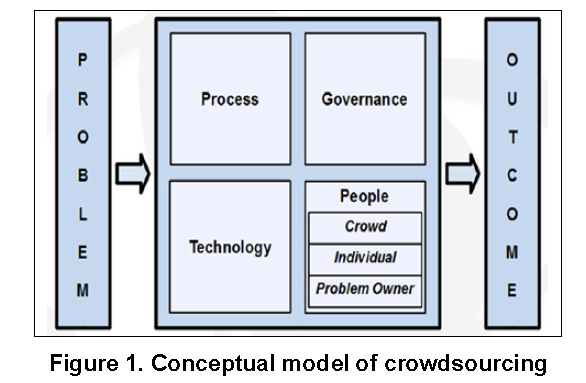 PROBLEM
Process
Governance
Technology
People
Crowd
Individual
Problem Owner
OUTCOME
Figure 1. Conceptual model of crowdsourcing